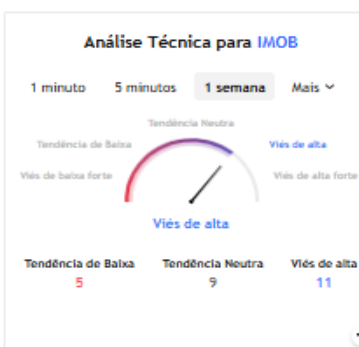 Análise Técnica para IMOB
1 minuto 5 minutos 1 semana Mais
Tendência Neutra
Tendência de Baixa Viés de alta
Viés de baixa forte Viés de alta forte
Viés de alta
Tendência de Baixa Tendência Neutra Viés de alta
5 9 11